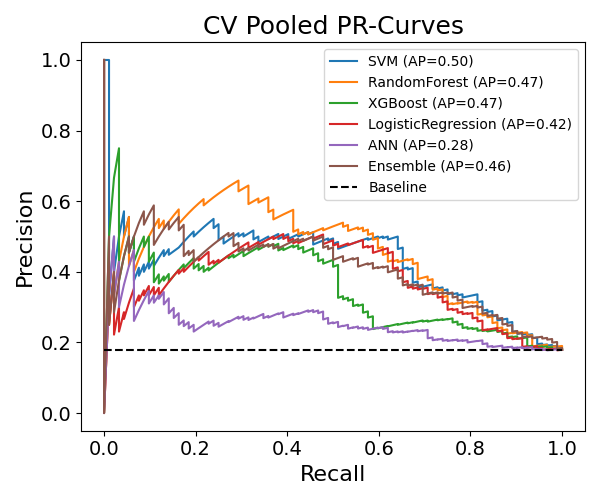 CV Pooled PR-Curves
Precision
1.0
0.8
0.6
0.4
0.2
0.0
SVM (AP=0.50)
RandomForest (AP=0.47)
XGBoost (AP=0.47)
LogisticRegression (AP=0.42)
ANN (AP=0.28)
Ensemble (AP=0.46)
Baseline
0.0 0.2 0.4 0.6 0.8 1.0
Recall